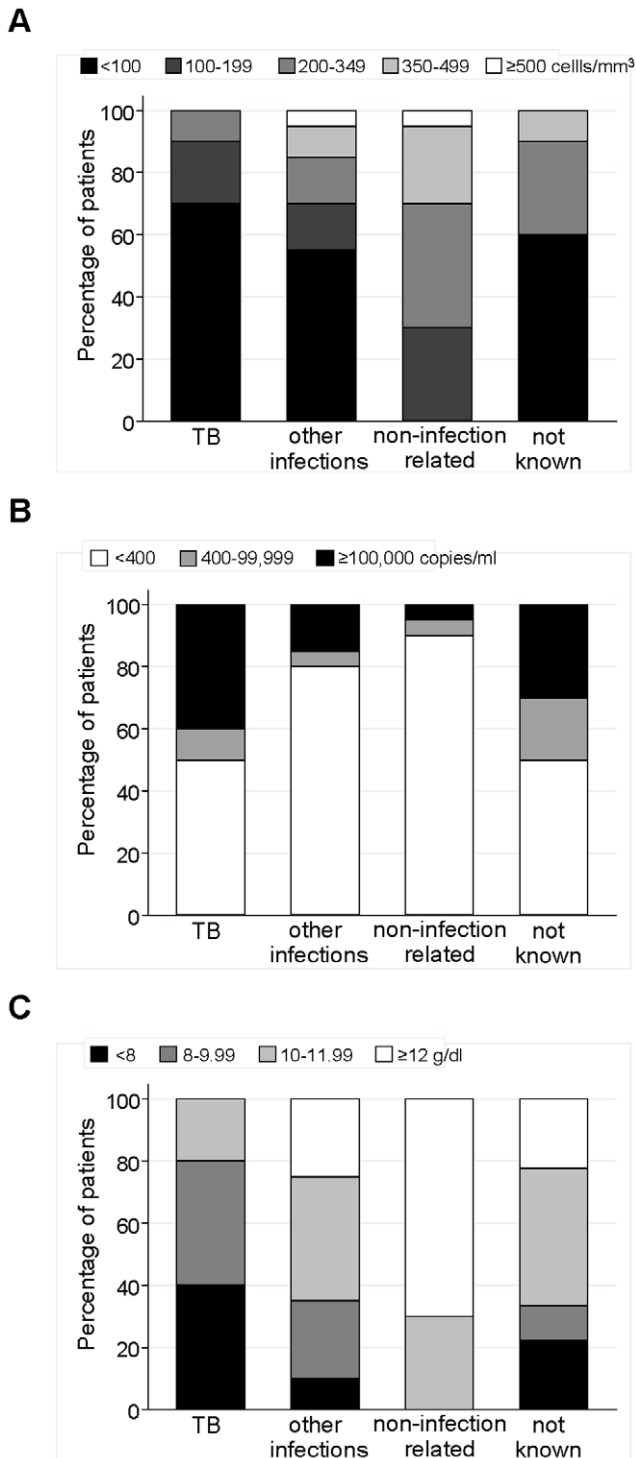 A
<100 100-199 200-349 350-499 ≥500 cellls/mm³
Percentage of patients
100
80
60
40
20
0
TB other infections non-infection related not known
B
<400 400-99,999 ≥100,000 copies/ml
Percentage of patients
100
80
60
40
20
0
TB other infections non-infection related not known
C
<8 8-9.99 10-11.99 ≥12 g/dl
Percentage of patients
100
80
60
40
20
0
TB other infections non-infection related not known